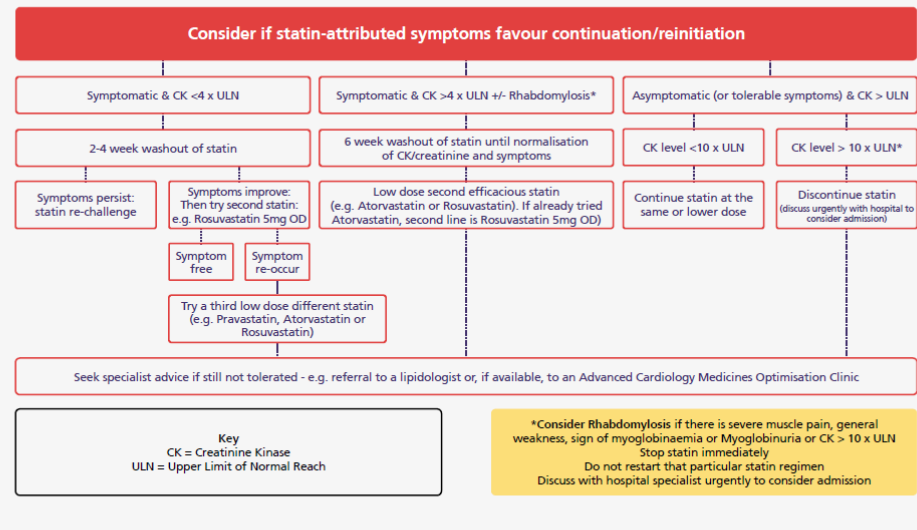 Consider if statin-attributed symptoms favour continuation/reinitiation
Symptomatic & CK <4 x ULN
Symptomatic & CK >4 x ULN +/- Rhabdomylosis*
Asymptomatic (or tolerable symptoms) & CK > ULN
2-4 week washout of statin
6 week washout of statin until normalisation
of CK/creatinine and symptoms
CK level <10 x ULN
CK level > 10 x ULN*
Symptoms persist:
statin re-challenge
Symptoms improve:
Then try second statin:
e.g. Rosuvastatin 5mg OD
Low dose second efficacious statin
(e.g. Atorvastatin or Rosuvastatin). If already tried
Atorvastatin, second line is Rosuvastatin 5mg OD)
Continue statin at the
same or lower dose
Discontinue statin
(discuss urgently with hospital to
consider admission)
Symptom
free
Symptom
re-occur
Try a third low dose different statin
(e.g. Pravastatin, Atorvastatin or
Rosuvastatin)
Seek specialist advice if still not tolerated - e.g. referral to a lipidologist or, if available, to an Advanced Cardiology Medicines Optimisation Clinic
Key
CK = Creatinine Kinase
ULN = Upper Limit of Normal Reach
*Consider Rhabdomylosis if there is severe muscle pain, general
weakness, sign of myoglobinaemia or Myoglobinuria or CK > 10 x ULN
Stop statin immediately
Do not restart that particular statin regimen
Discuss with hospital specialist urgently to consider admission